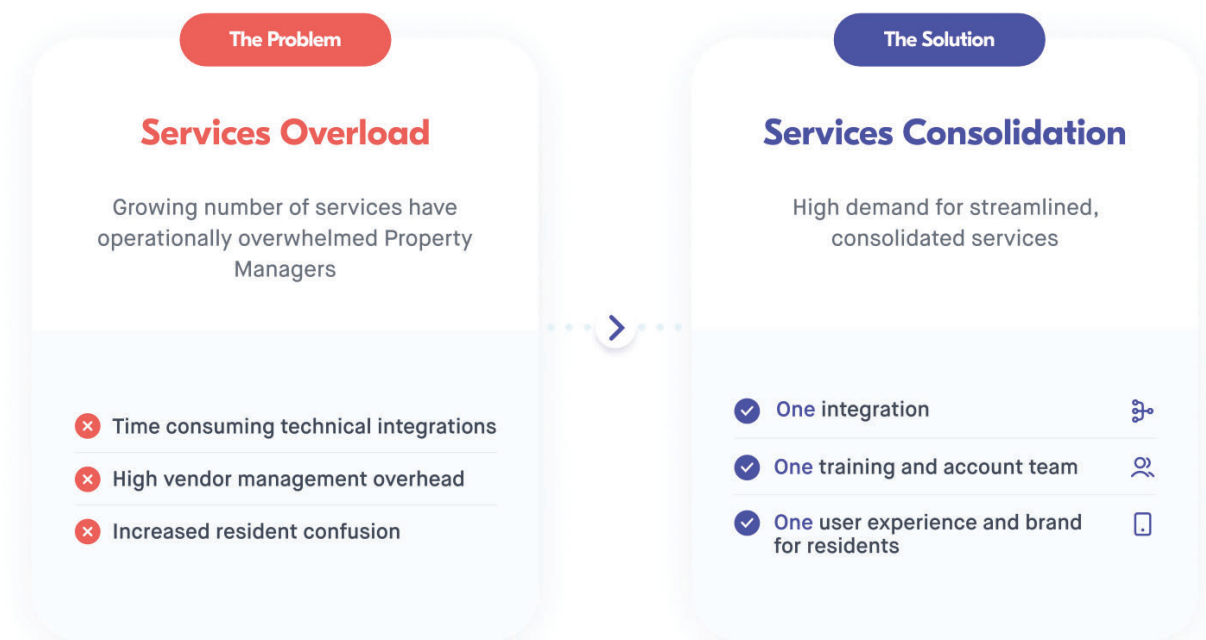 The Problem
Services Overload
Growing number of services have
operationally overwhelmed Property
Managers
Time consuming technical integrations
High vendor management overhead
Increased resident confusion
The Solution
Services Consolidation
High demand for streamlined,
consolidated services
One integration
One training and account team
One user experience and brand
for residents